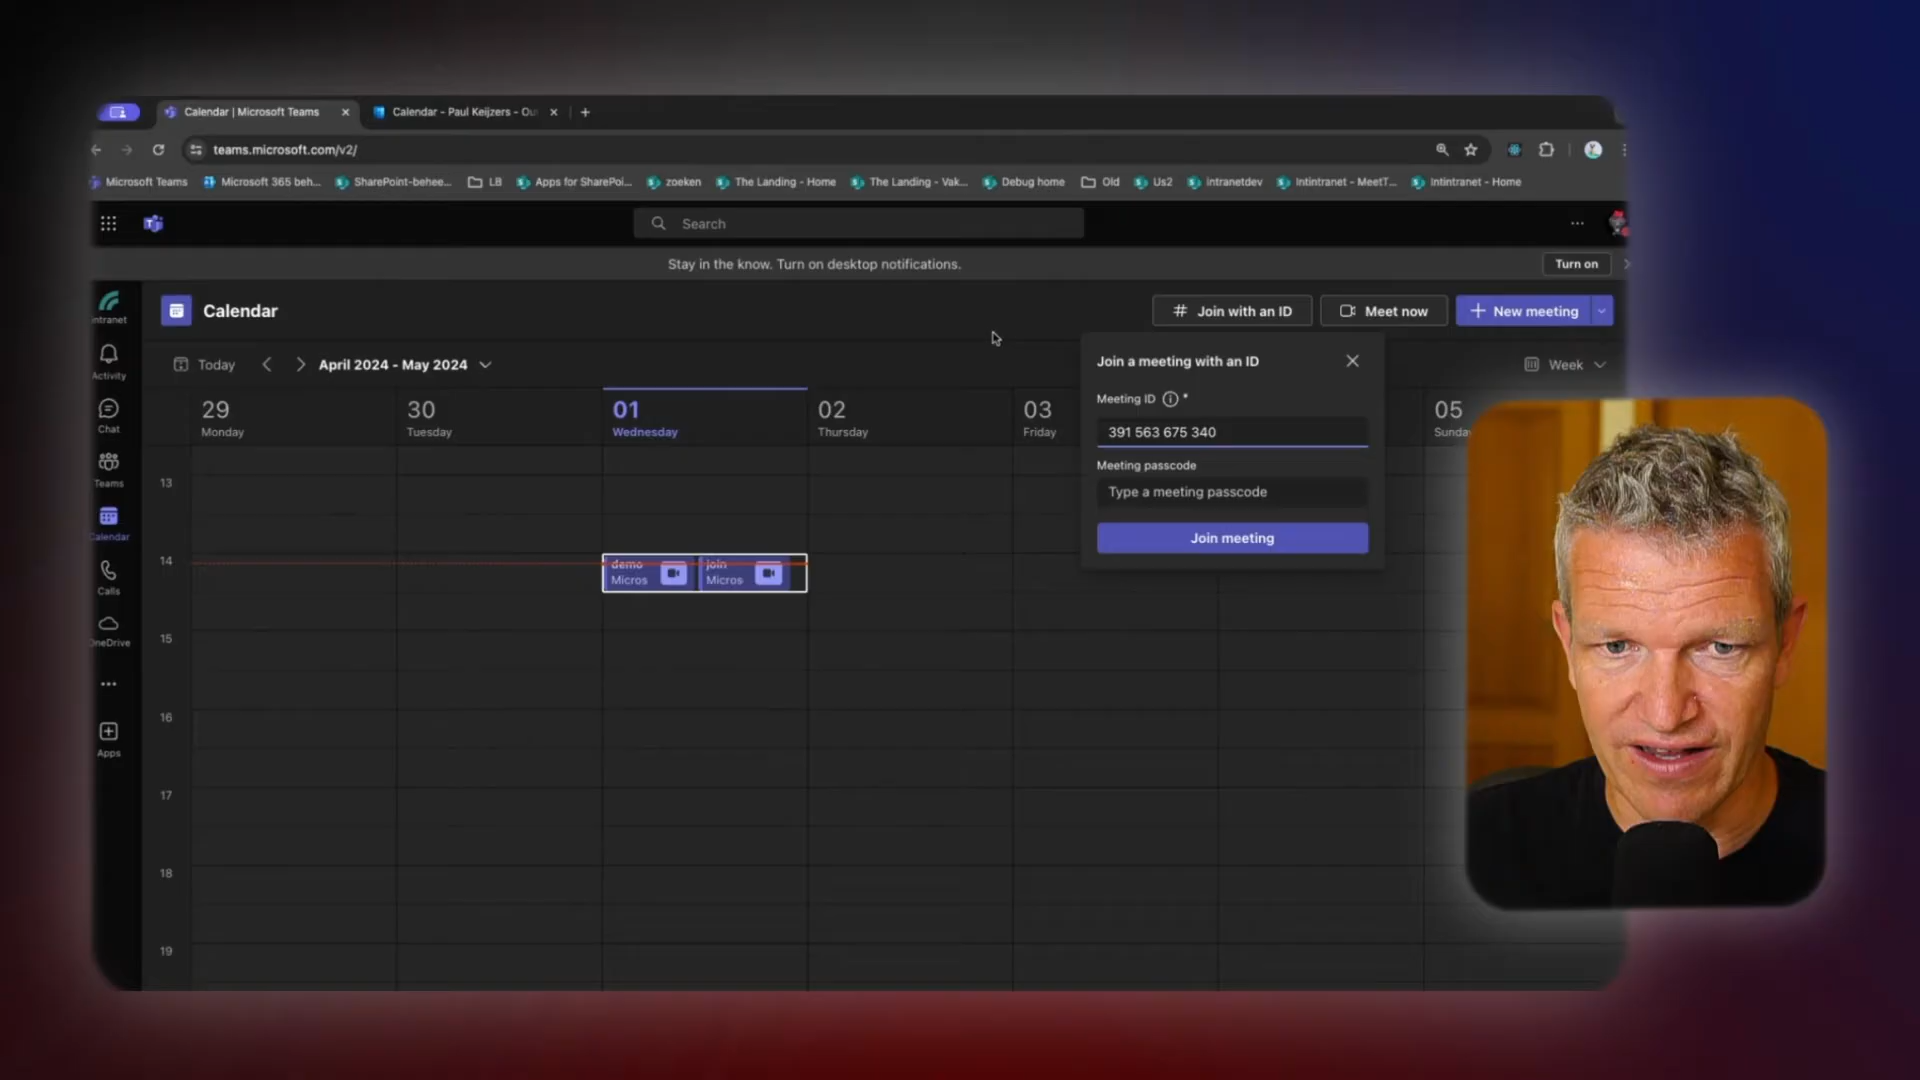 Calendar | Microsoft Teams
Calendar - Paul Keijzers - Ou
teams.microsoft.com/v2/
Microsoft Teams
Microsoft 365 beh...
SharePoint-behee...
LB
Apps for SharePoi...
zoeken
The Landing - Home
The Landing - Vak...
Debug home
Old
Us2
intranetdev
Intintranet - MeetT...
Intintranet - Home
Search
Stay in the know. Turn on desktop notifications.
Turn on
Calendar
# Join with an ID
Meet now
+ New meeting
Today
April 2024 - May 2024
Week
Join a meeting with an ID
Meeting ID *
391 563 675 340
Meeting passcode
Type a meeting passcode
Join meeting
29
Monday
30
Tuesday
01
Wednesday
02
Thursday
03
Friday
05
Sunday
13
14
15
16
17
18
19
demo
Micros
join
Micros
ntranet
Activity
Chat
Teams
Calendar
Calls
OneDrive
Apps